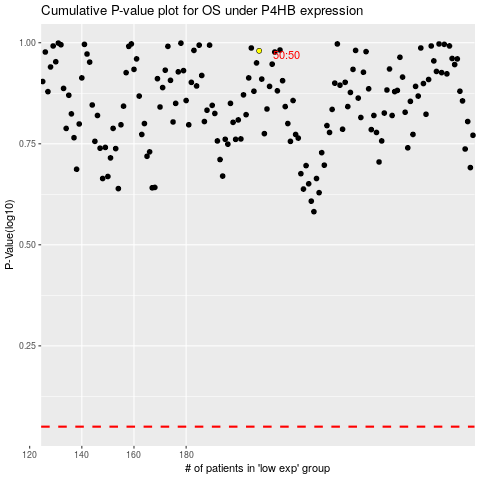 Cumulative P-value plot for OS under P4HB expression
P-Value(log10)
1.00
50:50
0.75
0.50
0.25
120 140 160 180
# of patients in 'low exp' group